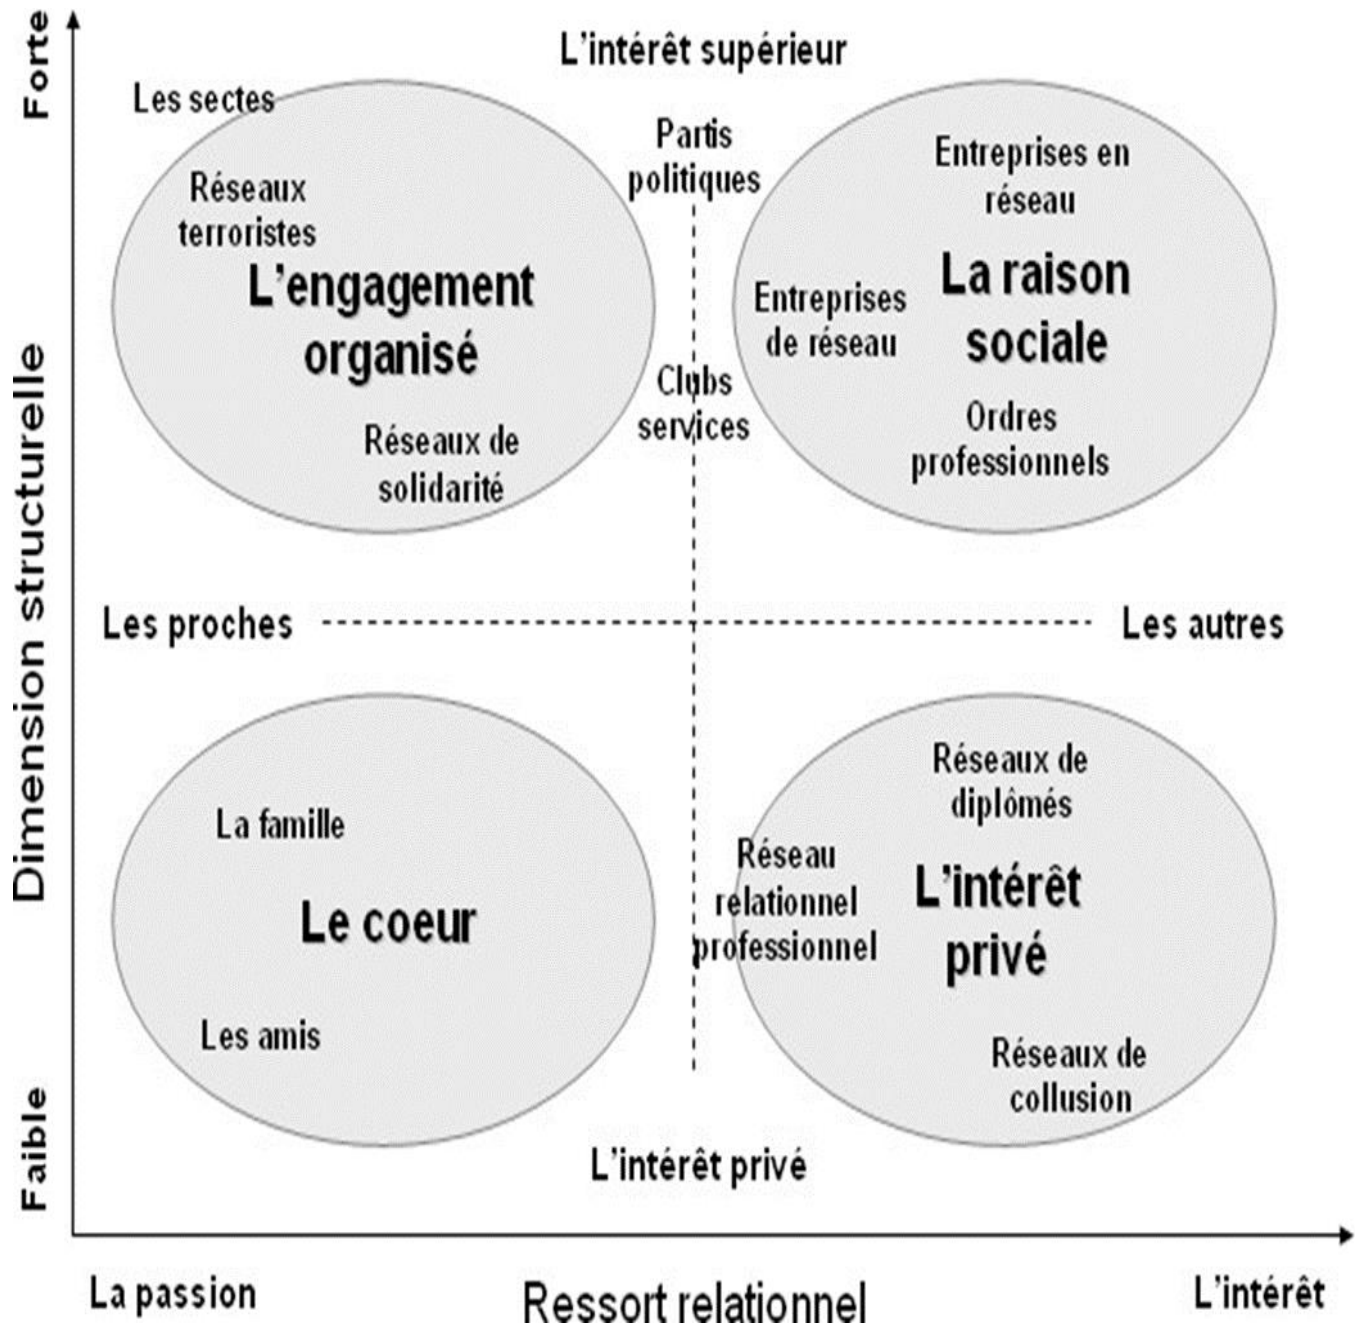 Forte
L'intérêt supérieur
Les sectes
Partis
politiques
Entreprises en
réseau
Réseaux
terroristes
L'engagement
organisé
La raison
sociale
Entreprises
de réseau
Clubs
services
Ordres
professionnels
Réseaux de
solidarité
Dimension structurelle
Les proches
Les autres
La famille
Le coeur
Les amis
Réseaux de
diplômés
Réseau
relationnel
professionnel
L'intérêt
privé
Réseaux de
collusion
Faible
L'intérêt privé
La passion
Ressort relationnel
L'intérêt